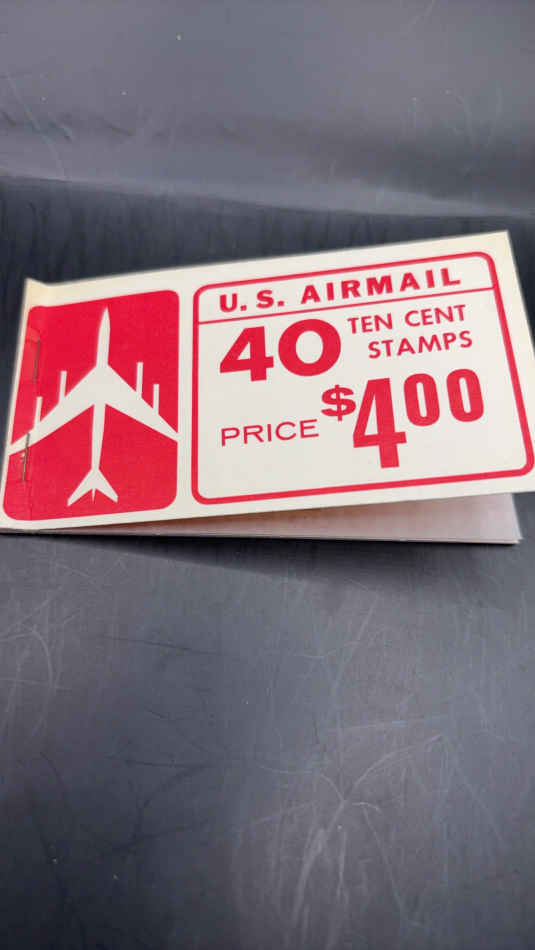 U.S. AIRMAIL
40 TEN CENT
STAMPS
PRICE $4.00